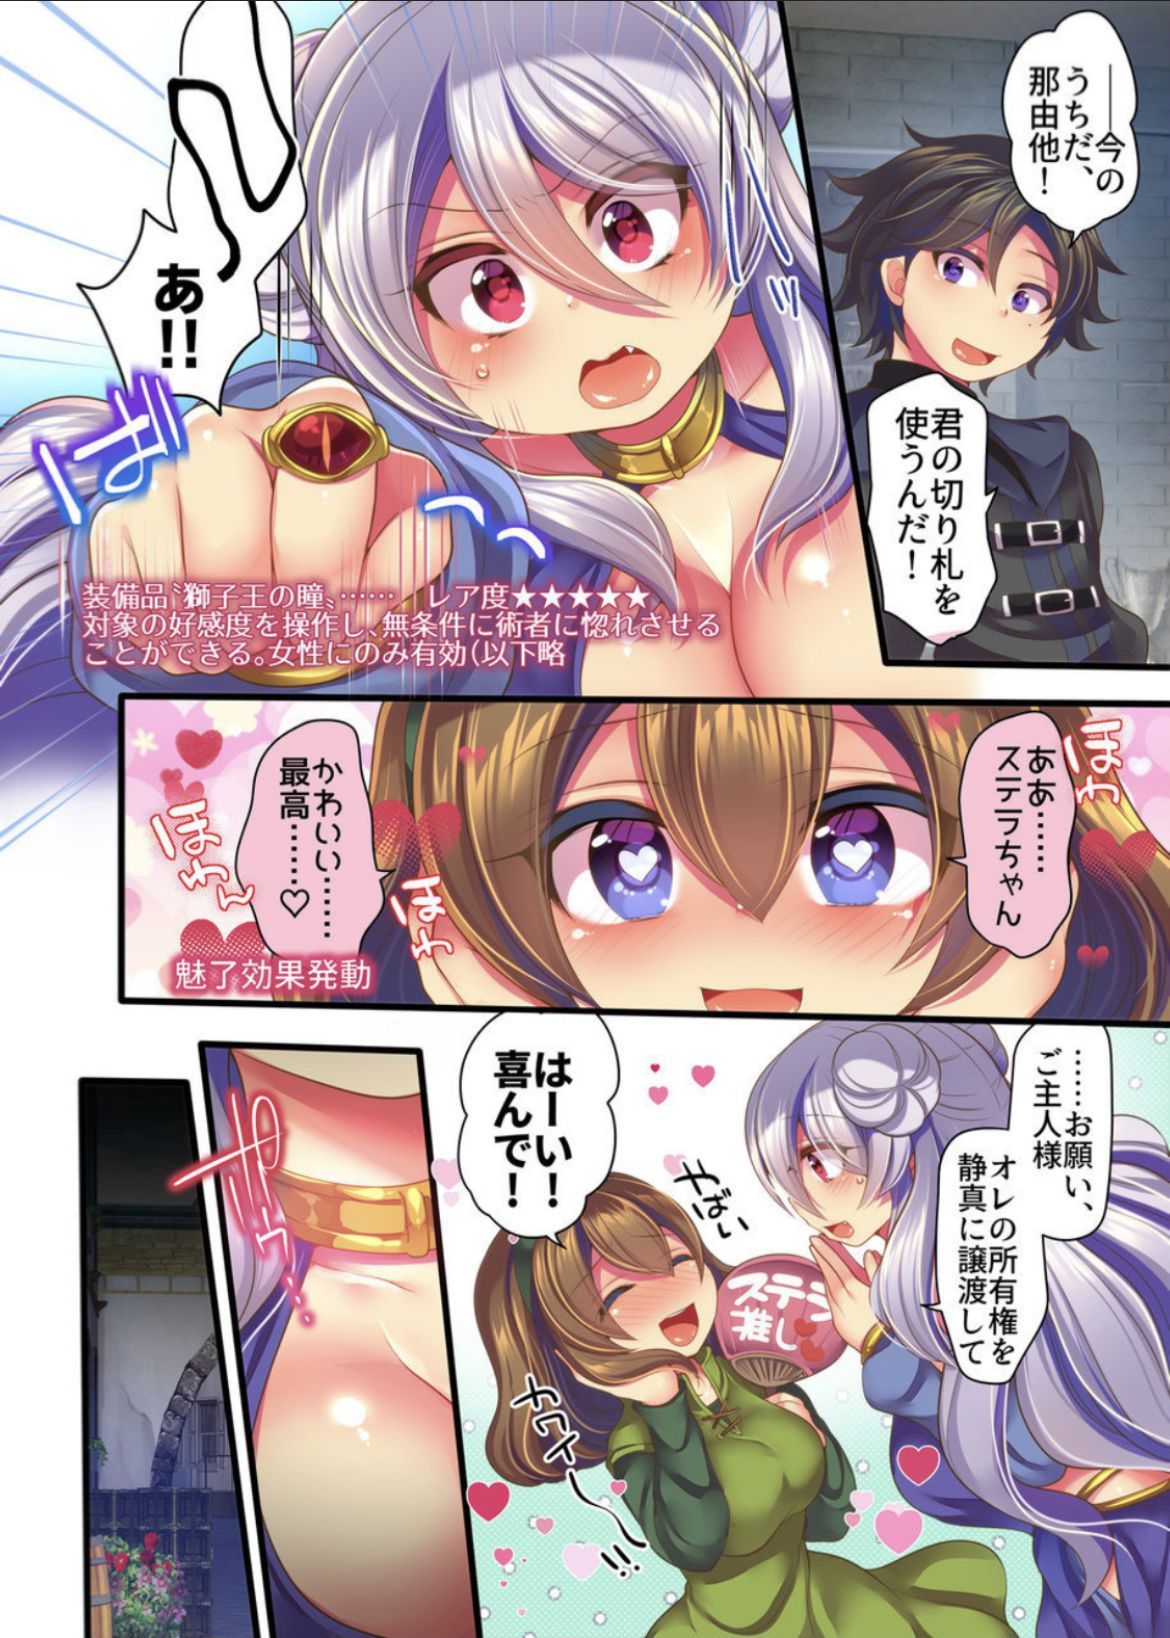 ――今の
うちだ、
那由他!
君の切り札を
使うんだ!
あ!!
ば
装備品〝獅子王の瞳〟…… レア度★★★★★
対象の好感度を操作し、無条件に術者に惚れさせる
ことができる。女性にのみ有効(以下略
ほわ
ああ……
ステラちゃん
ほわ
かわいい……
最高……♡
ほわん
魅了効果発動
……お願い、
ご主人様
オレの所有権を
静真に譲渡して
はーい!
喜んで!
やばい
ステラ
推し
カワイーっ!!